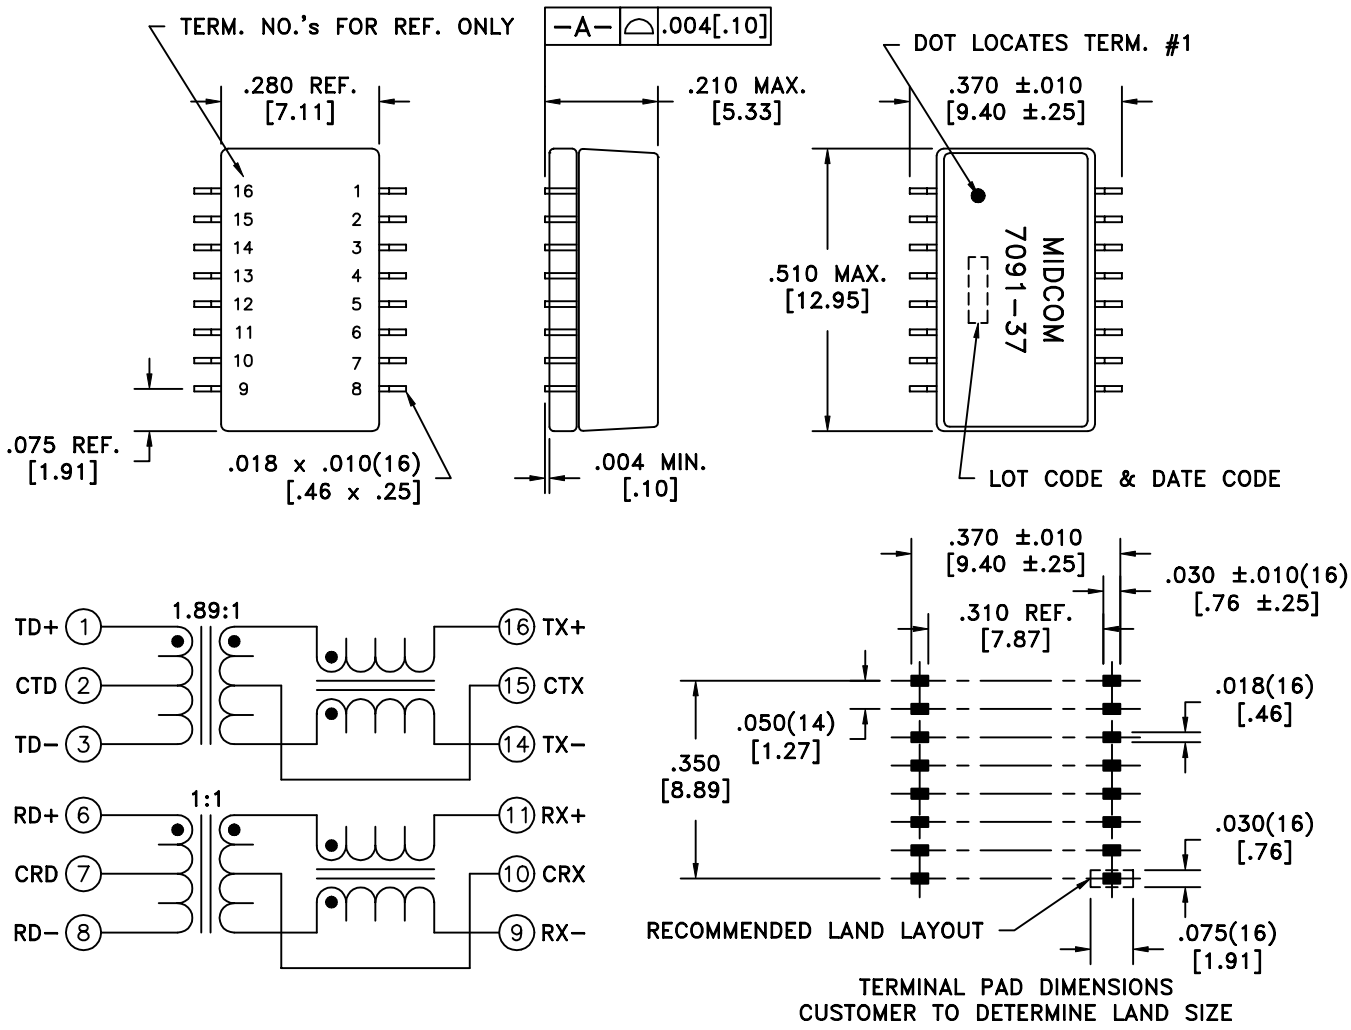 TERM. NO.'s FOR REF. ONLY
–A– .004[.10]
DOT LOCATES TERM. #1
.280 REF.
[7.11]
.210 MAX.
[5.33]
.370 ±.010
[9.40 ±.25]
16 1
15 2
14 3
13 4
12 5
11 6
10 7
9 8
.510 MAX.
[12.95]
MIDCOM
7091-37
.075 REF.
[1.91]
.018 x .010(16)
[.46 x .25]
.004 MIN.
[.10]
LOT CODE & DATE CODE
1.89:1
TD+ 1
CTD 2
TD- 3
16 TX+
15 CTX
14 TX-
1:1
RD+ 6
CRD 7
RD- 8
11 RX+
10 CRX
9 RX-
.370 ±.010
[9.40 ±.25]
.030 ±.010(16)
[.76 ±.25]
.310 REF.
[7.87]
.050(14)
[1.27]
.018(16)
[.46]
.350
[8.89]
.030(16)
[.76]
RECOMMENDED LAND LAYOUT
.075(16)
[1.91]
TERMINAL PAD DIMENSIONS
CUSTOMER TO DETERMINE LAND SIZE